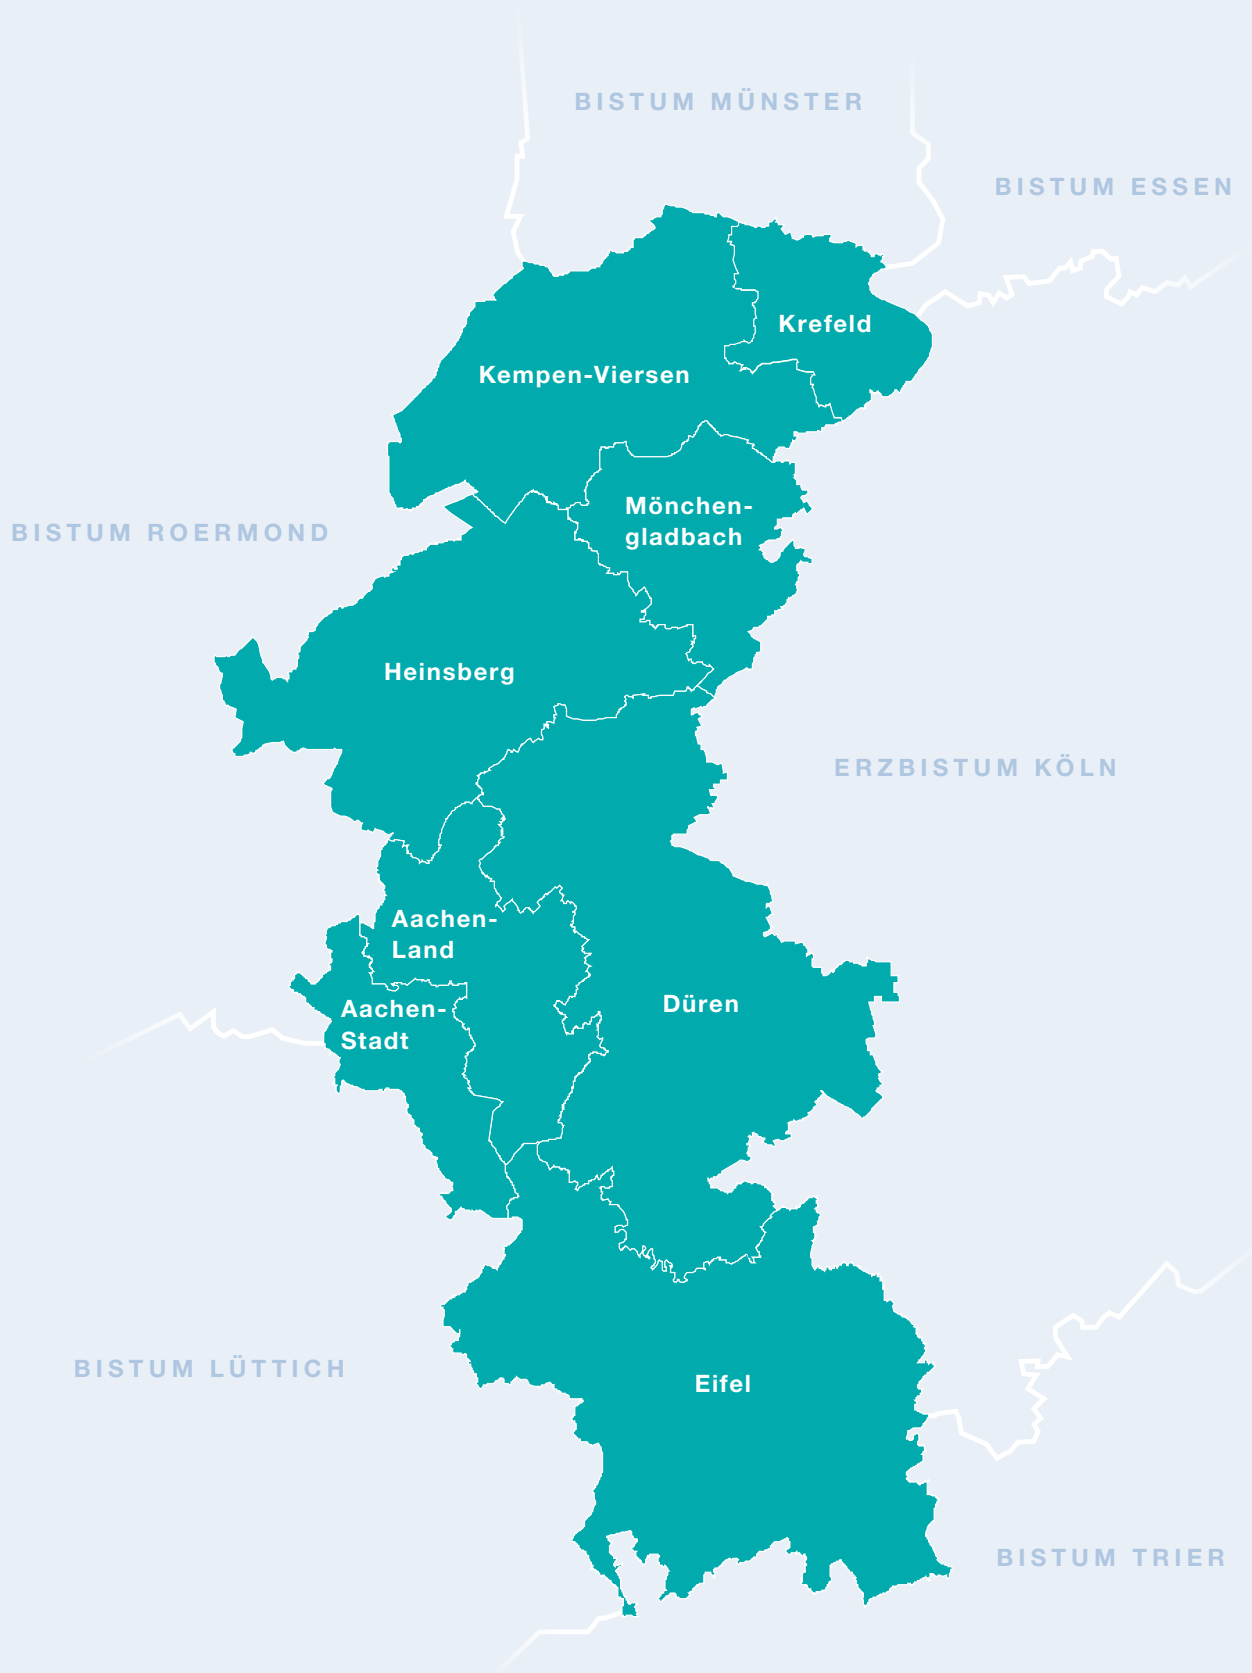 BISTUM MÜNSTER
BISTUM ESSEN
Krefeld
Kempen-Viersen
Mönchen-
gladbach
BISTUM ROERMOND
Heinsberg
ERZBISTUM KÖLN
Aachen-
Land
Düren
Aachen-
Stadt
BISTUM LÜTTICH
Eifel
BISTUM TRIER